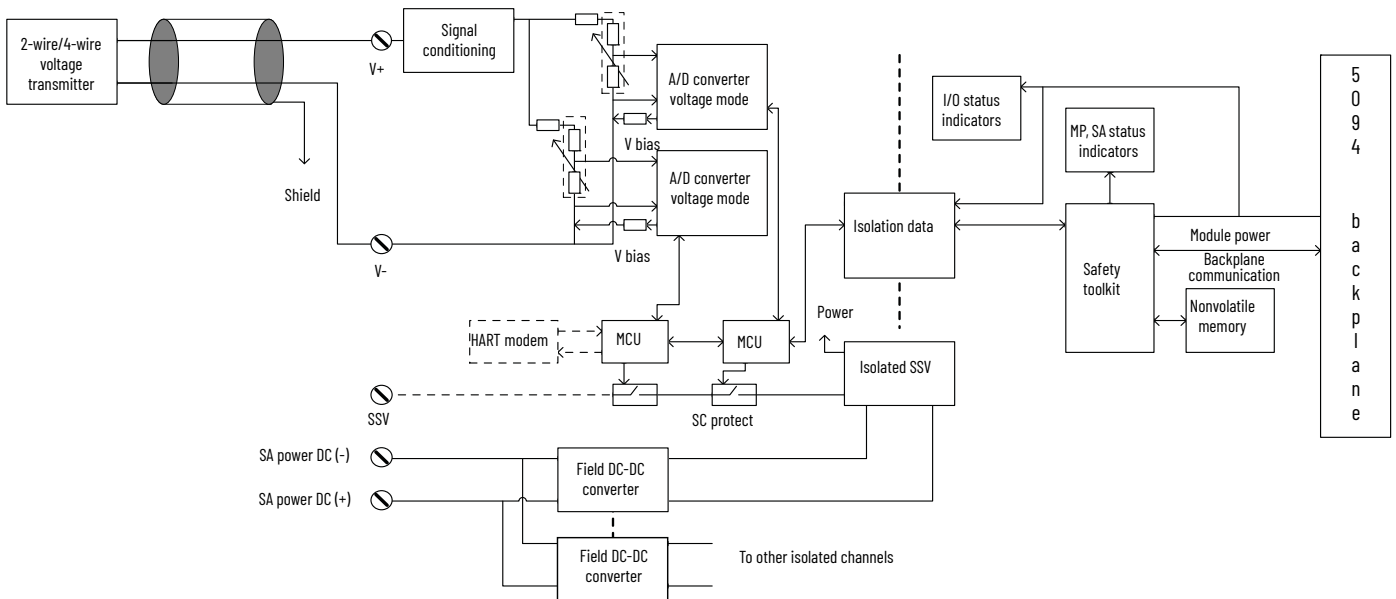 2-wire/4-wire
voltage
transmitter
Shield
V+
V-
Signal
conditioning
A/D converter
voltage mode
V bias
A/D converter
voltage mode
V bias
HART modem
MCU
MCU
SSV
SC protect
Power
Isolated SSV
Isolation data
I/O status
indicators
MP, SA status
indicators
Safety
toolkit
Module power
Backplane
communication
Nonvolatile
memory
5
0
9
4
b
a
c
k
p
l
a
n
e
SA power DC (-)
SA power DC (+)
Field DC-DC
converter
Field DC-DC
converter
To other isolated channels